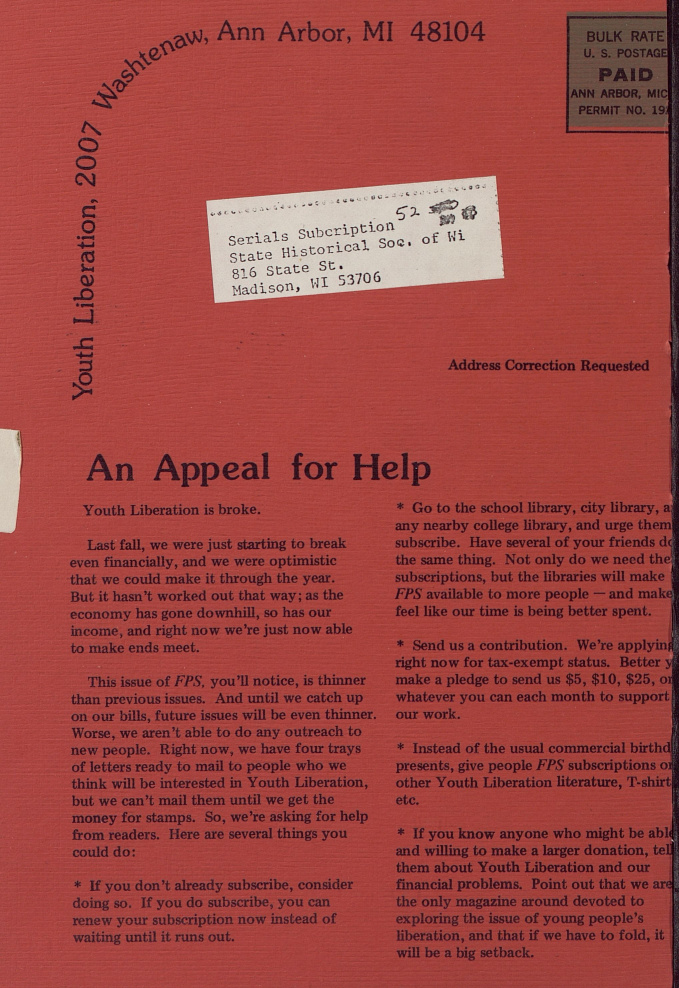 Youth Liberation, 2007 Washtenaw, Ann Arbor, MI 48104
BULK RATE
U. S. POSTAGE
PAID
ANN ARBOR, MIC
PERMIT NO. 19
52
Serials Subcription
State Historical Soc. of Wi
816 State St.
Madison, WI 53706
Address Correction Requested
An Appeal for Help
Youth Liberation is broke.
Last fall, we were just starting to break
even financially, and we were optimistic
that we could make it through the year.
But it hasn't worked out that way; as the
economy has gone downhill, so has our
income, and right now we're just now able
to make ends meet.
This issue of FPS, you'll notice, is thinner
than previous issues. And until we catch up
on our bills, future issues will be even thinner.
Worse, we aren't able to do any outreach to
new people. Right now, we have four trays
of letters ready to mail to people who we
think will be interested in Youth Liberation,
but we can't mail them until we get the
money for stamps. So, we're asking for help
from readers. Here are several things you
could do:
* If you don't already subscribe, consider
doing so. If you do subscribe, you can
renew your subscription now instead of
waiting until it runs out.
* Go to the school library, city library, a
any nearby college library, and urge them
subscribe. Have several of your friends do
the same thing. Not only do we need the
subscriptions, but the libraries will make
FPS available to more people — and make
feel like our time is being better spent.
* Send us a contribution. We're applying
right now for tax-exempt status. Better y
make a pledge to send us $5, $10, $25, or
whatever you can each month to support
our work.
* Instead of the usual commercial birthd
presents, give people FPS subscriptions or
other Youth Liberation literature, T-shirt
etc.
* If you know anyone who might be able
and willing to make a larger donation, tell
them about Youth Liberation and our
financial problems. Point out that we are
the only magazine around devoted to
exploring the issue of young people's
liberation, and that if we have to fold, it
will be a big setback.